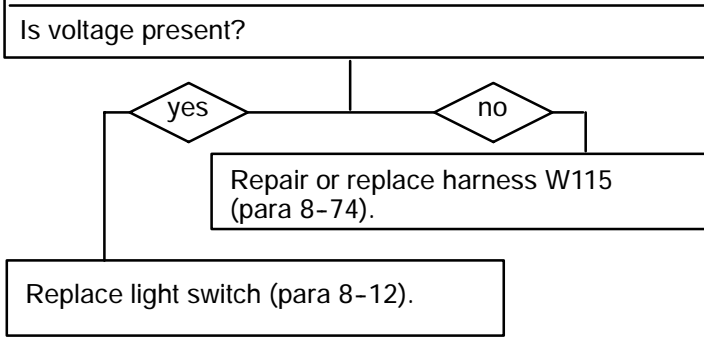 Is voltage present?
yes
no
Repair or replace harness W115
(para 8-74).
Replace light switch (para 8-12).